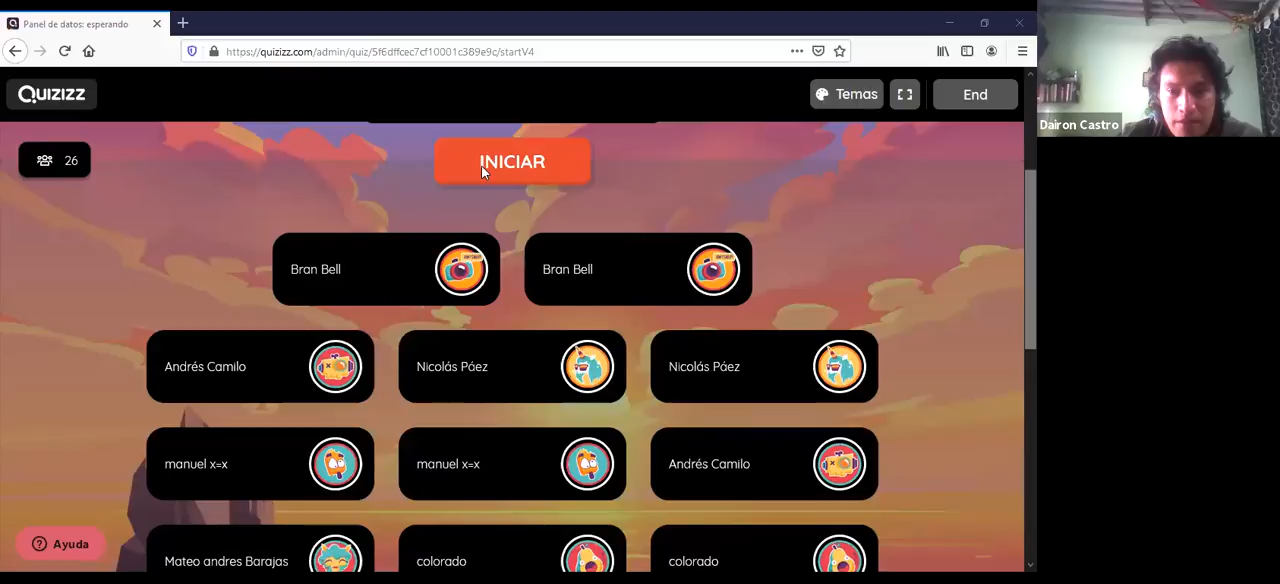 Panel de datos: esperando
https://quizizz.com/admin/quiz/5f6dffcec7cf10001c389e9c/startV4
Quizizz
Temas
End
Dairon Castro
26
INICIAR
Bran Bell
Bran Bell
Andrés Camilo
Nicolás Páez
Nicolás Páez
manuel x=x
manuel x=x
Andrés Camilo
Mateo andres Barajas
colorado
colorado
Ayuda